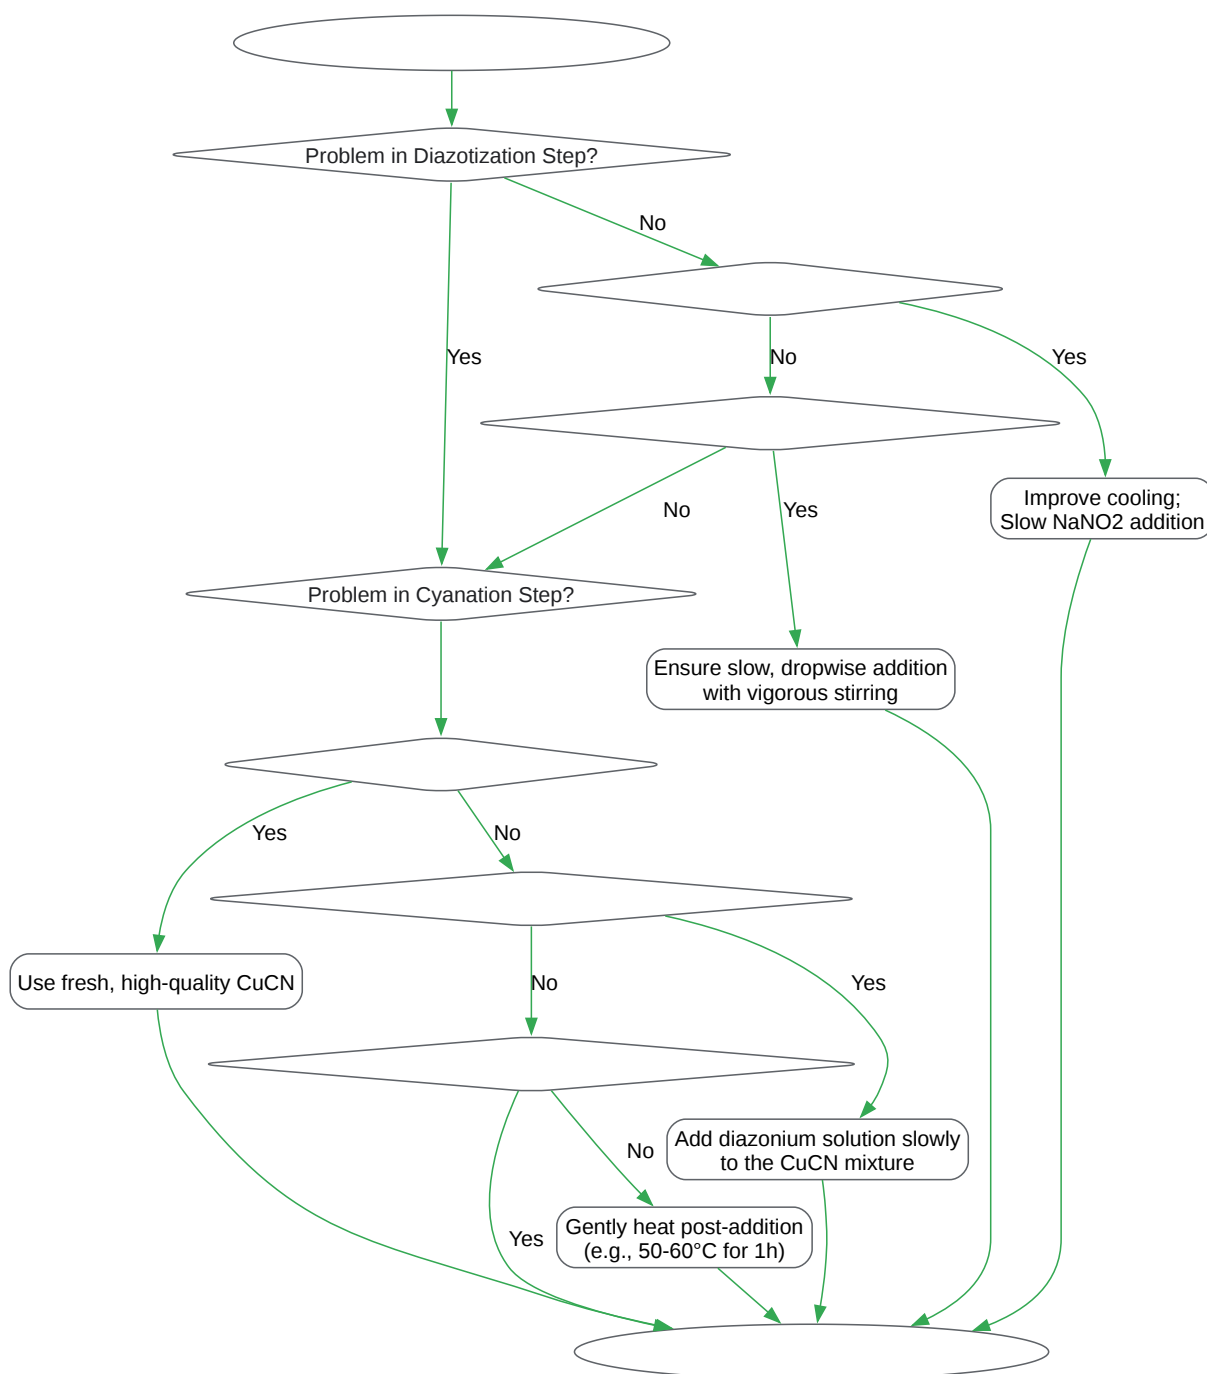 Problem in Diazotization Step?
No
Yes
No
Yes
Improve cooling;
Slow NaNO2 addition
No
Yes
Problem in Cyanation Step?
Ensure slow, dropwise addition
with vigorous stirring
Yes
No
Use fresh, high-quality CuCN
No
Yes
Add diazonium solution slowly
to the CuCN mixture
No
Yes
Gently heat post-addition
(e.g., 50-60°C for 1h)